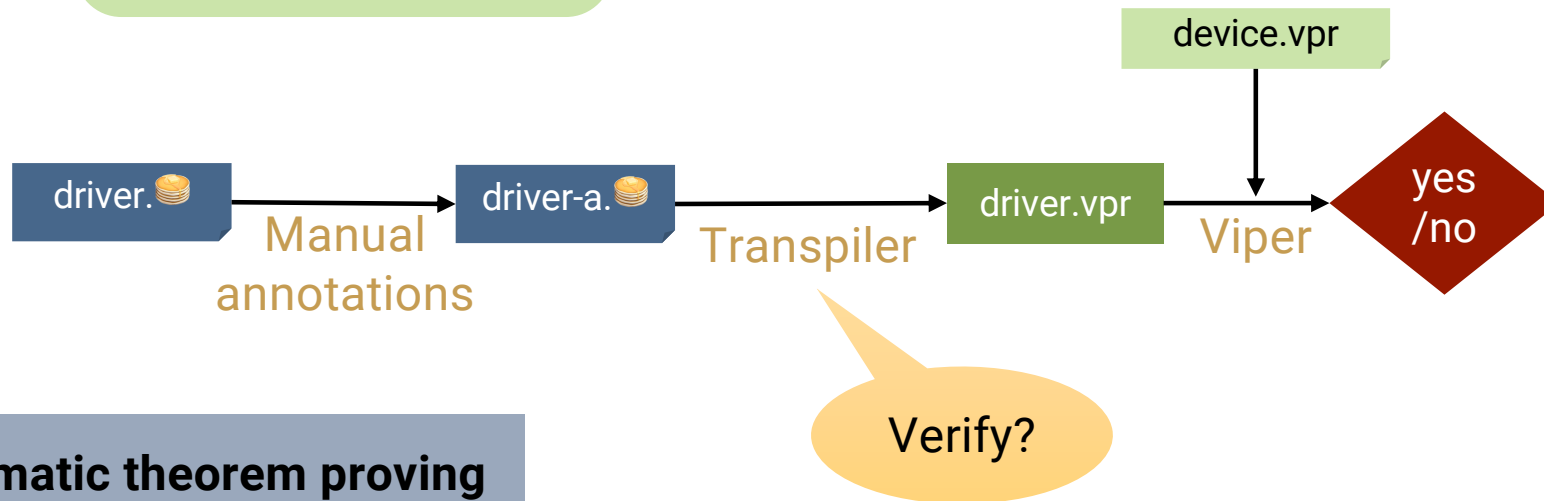 device.vpr
driver.🥞
driver-a.🥞
driver.vpr
yes
/no
Manual
annotations
Transpiler
Viper
Verify?
matic theorem proving